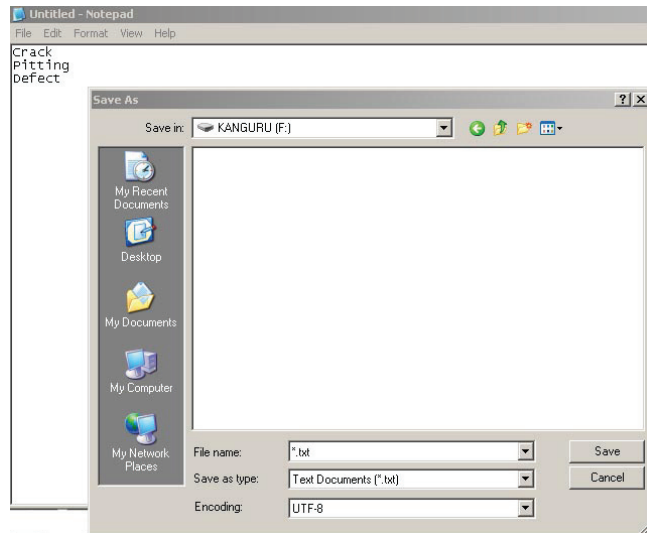 Untitled - Notepad
File Edit Format View Help
Crack
Pitting
Defect
Save As
Save in: KANGURU (F:)
My Recent
Documents
Desktop
My Documents
My Computer
My Network
Places
File name: *.txt Save
Save as type: Text Documents (*.txt) Cancel
Encoding: UTF-8